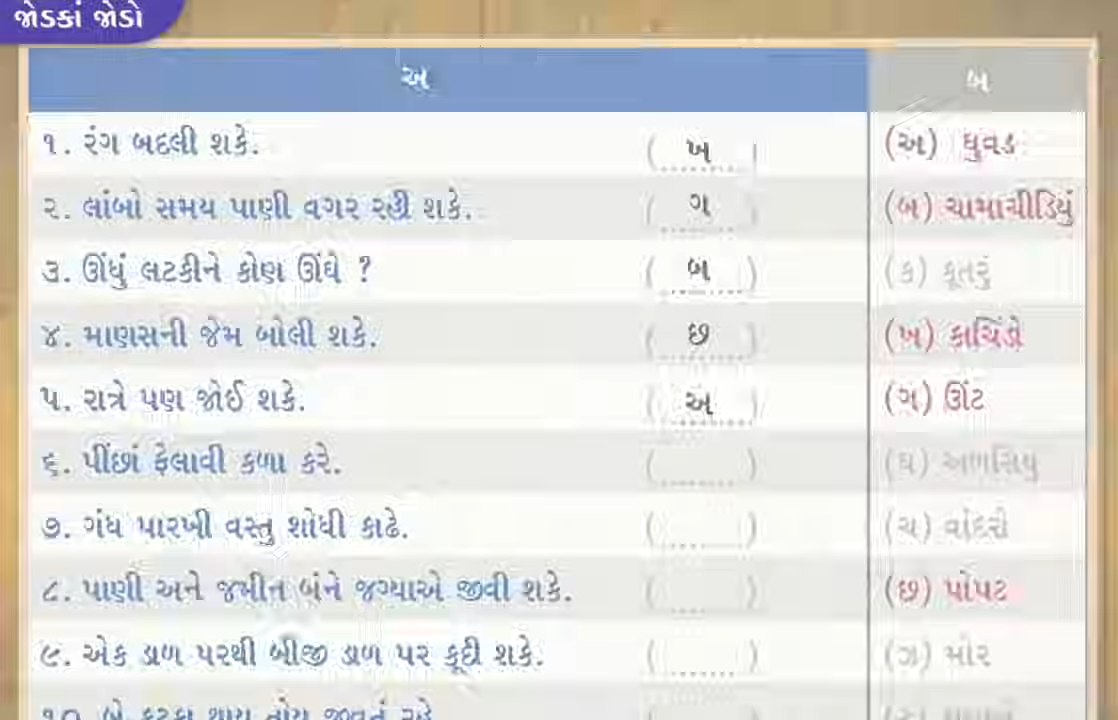 જોડકાં જોડો
અ બ
૧. રંગ બદલી શકે. ( ખ ) (અ) ઘુવડ
૨. લાંબો સમય પાણી વગર રહી શકે. ( ગ ) (બ) ચામાચીડિયું
૩. ઊંધું લટકીને કોણ ઊંઘે ? ( બ ) (ક) કૂતરું
૪. માણસની જેમ બોલી શકે. ( છ ) (ખ) કાચિંડો
૫. રાત્રે પણ જોઈ શકે. ( અ ) (ગ) ઊંટ
૬. પીંછાં ફેલાવી કળા કરે. (......) (ઘ) અળસિયુ
૭. ગંધ પારખી વસ્તુ શોધી કાઢે. (......) (ચ) વાંદરો
૮. પાણી અને જમીન બંને જગ્યાએ જીવી શકે. (......) (છ) પોપટ
૯. એક ડાળ પરથી બીજી ડાળ પર કૂદી શકે. (......) (ઝ) મોર